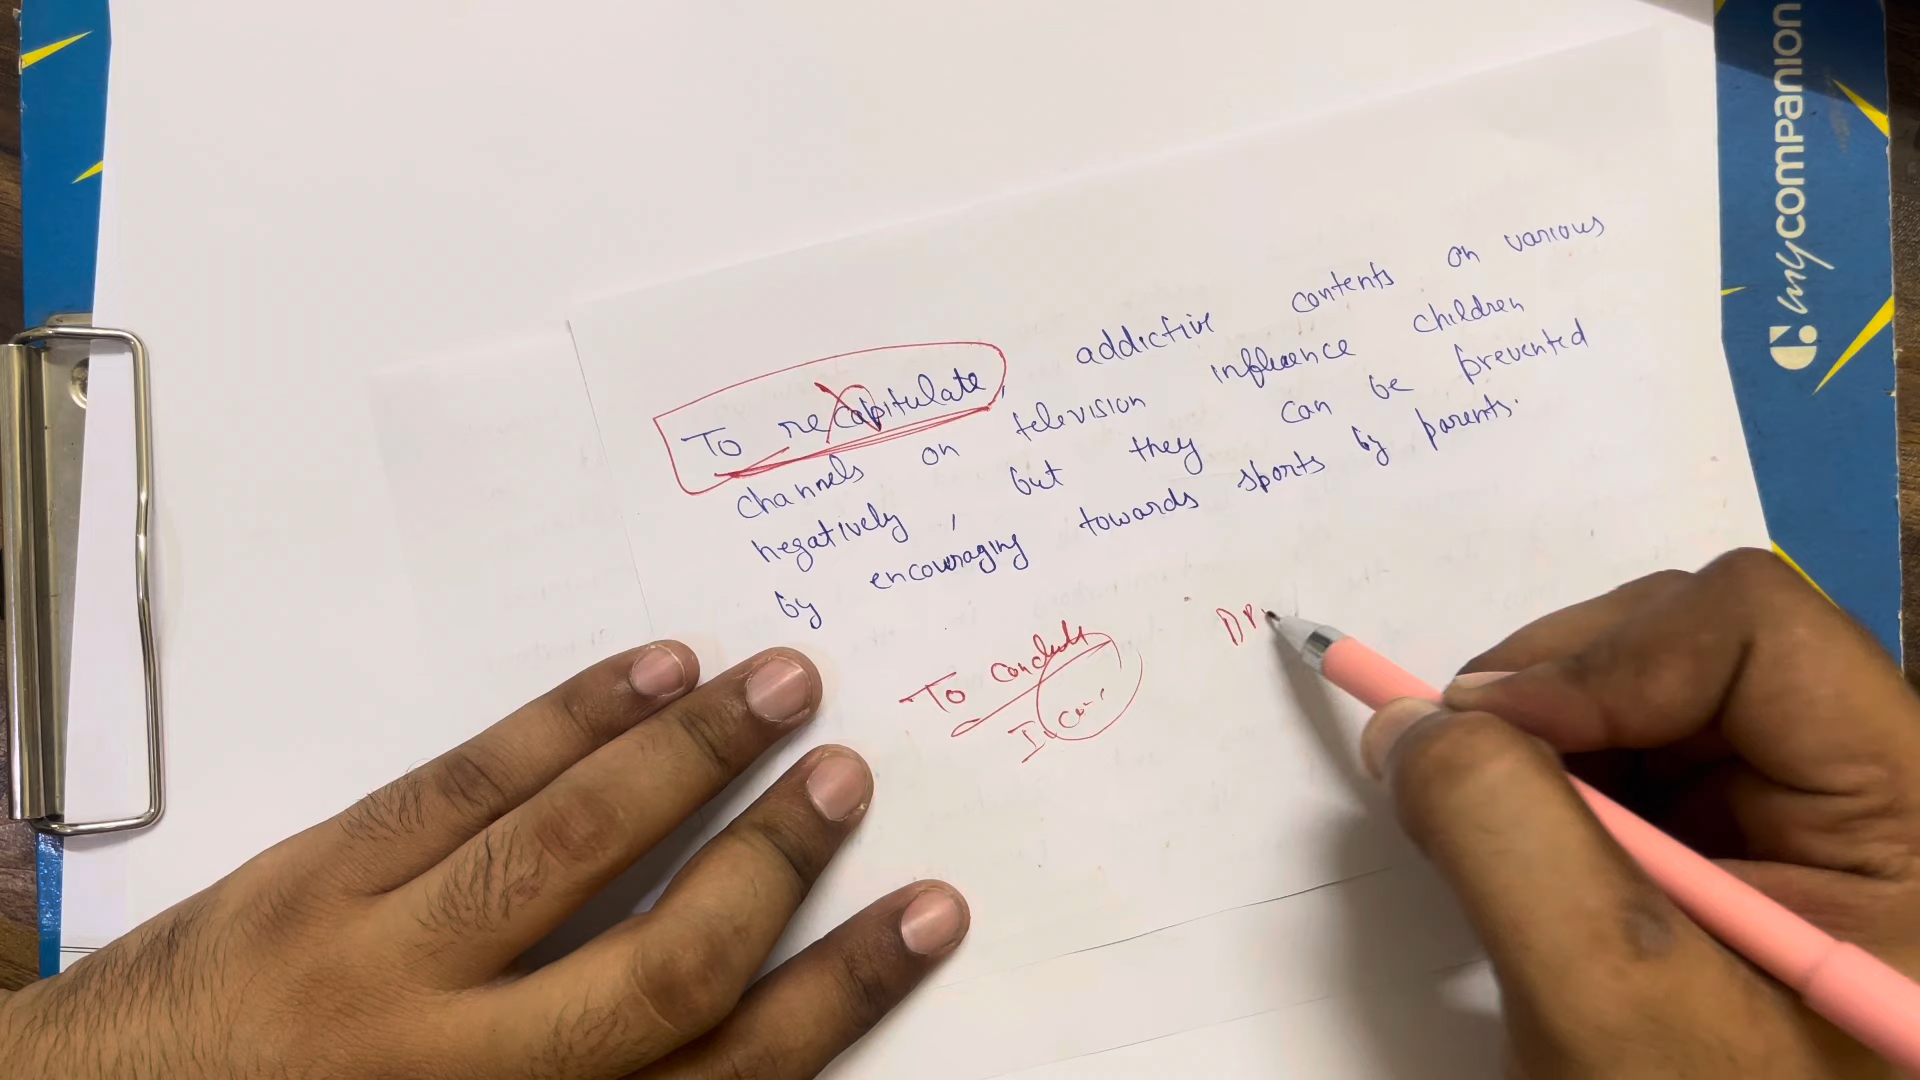 To recapitulate, addictive contents on various
channels on television influence children
negatively, but they can be prevented
by encouraging towards sports by parents.
To conclude
I
mycompanion